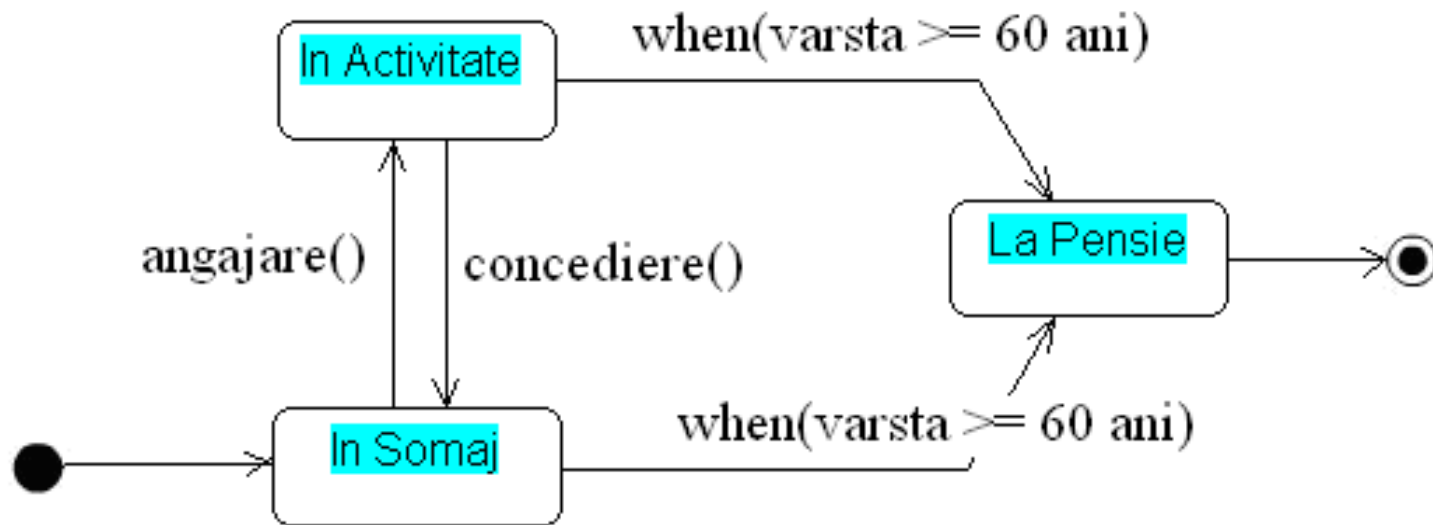 when(varsta >= 60 ani)
In Activitate
La Pensie
angajare()
concediere()
when(varsta >= 60 ani)
In Somaj